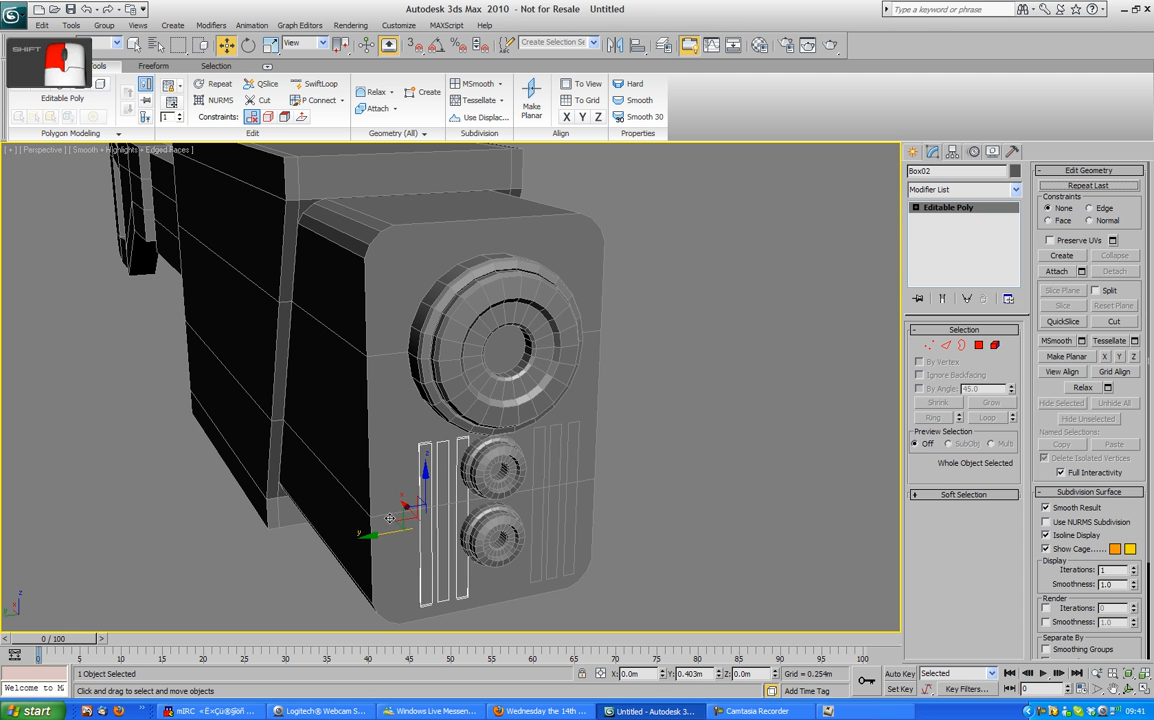 Autodesk 3ds Max 2010 - Not for Resale Untitled
Type a keyword or phrase
Edit Tools Group Views Create Modifiers Animation Graph Editors Rendering Customize MAXScript Help
SHIFT
View
Create Selection Se
Tools Freeform Selection
Editable Poly
Repeat QSlice SwiftLoop
NURMS Cut P Connect
1 Constraints:
Relax Create
Attach
MSmooth
Tessellate
Use Displac...
Make Planar
To View
To Grid
X Y Z
Hard
Smooth
Smooth 30
Polygon Modeling Edit Geometry (All) Subdivision Align Properties
[ + ] [ Perspective ] [ Smooth + Highlights + Edged Faces ]
Box02
Modifier List
Editable Poly
Selection
By Vertex
Ignore Backfacing
By Angle: 45.0
Shrink Grow
Ring Loop
Preview Selection
Off SubObj Multi
Whole Object Selected
Soft Selection
Edit Geometry
Repeat Last
Constraints
None Edge
Face Normal
Preserve UVs
Create Collapse
Attach Detach
Slice Plane Split
Slice Reset Plane
QuickSlice Cut
MSmooth Tessellate
Make Planar X Y Z
View Align Grid Align
Relax
Hide Selected Unhide All
Hide Unselected
Named Selections:
Copy Paste
Delete Isolated Vertices
Full Interactivity
Subdivision Surface
Smooth Result
Use NURMS Subdivision
Isoline Display
Show Cage......
Display
Iterations: 1
Smoothness: 1.0
Render
Iterations: 0
Smoothness: 1.0
Separate By
Smoothing Groups
z
x
y
0 / 100
0 5 10 15 20 25 30 35 40 45 50 55 60 65 70 75 80 85 90 95 100
1 Object Selected
X: 0.0m Y: 0.403m Z: 0.0m Grid = 0.254m
Auto Key Selected
Welcome to M
Click and drag to select and move objects
Add Time Tag
Set Key Key Filters... 0
start
Logitech® Webcam S...
Windows Live Messen...
Wednesday the 14th ...
Untitled - Autodesk 3...
Camtasia Recorder
09:41